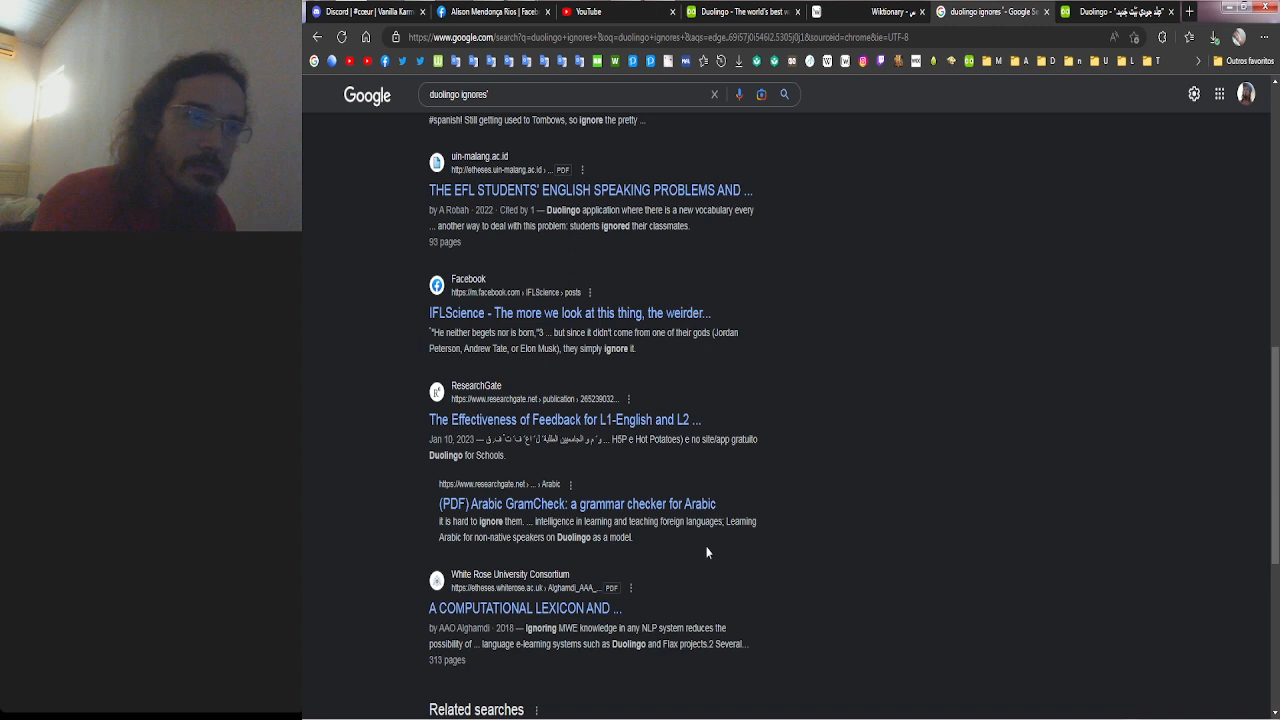 Discord | #cœur | Vanilla Karm
Alison Mendonça Rios | Faceb
YouTube
Duolingo - The world's best w
Wiktionary - س
duolingo ignores' - Google Se
Duolingo - "جلد جوودي بيت جديد
https://www.google.com/search?q=duolingo+ignores+
Outros favoritos
Google
duolingo ignores'
#spanish! Still getting used to Tombows, so ignore the pretty ...
uin-malang.ac.id
http://etheses.uin-malang.ac.id › ... PDF
THE EFL STUDENTS' ENGLISH SPEAKING PROBLEMS AND ...
by A Robah · 2022 · Cited by 1 — Duolingo application where there is a new vocabulary every
... another way to deal with this problem: students ignored their classmates.
93 pages
Facebook
https://m.facebook.com › IFLScience › posts
IFLScience - The more we look at this thing, the weirder...
"He neither begets nor is born,"3 ... but since it didn't come from one of their gods (Jordan
Peterson, Andrew Tate, or Elon Musk), they simply ignore it.
ResearchGate
https://www.researchgate.net › publication › 265239032...
The Effectiveness of Feedback for L1-English and L2 ...
Jan 10, 2023 — ... H5P e Hot Potatoes) e no site/app gratuito
Duolingo for Schools.
https://www.researchgate.net › ... › Arabic
(PDF) Arabic GramCheck: a grammar checker for Arabic
it is hard to ignore them. ... intelligence in learning and teaching foreign languages; Learning
Arabic for non-native speakers on Duolingo as a model.
White Rose University Consortium
https://etheses.whiterose.ac.uk › Alghamdi_AAA_... PDF
A COMPUTATIONAL LEXICON AND ...
by AAO Alghamdi · 2018 — Ignoring MWE knowledge in any NLP system reduces the
possibility of ... language e-learning systems such as Duolingo and Flax projects.2 Several...
313 pages
Related searches